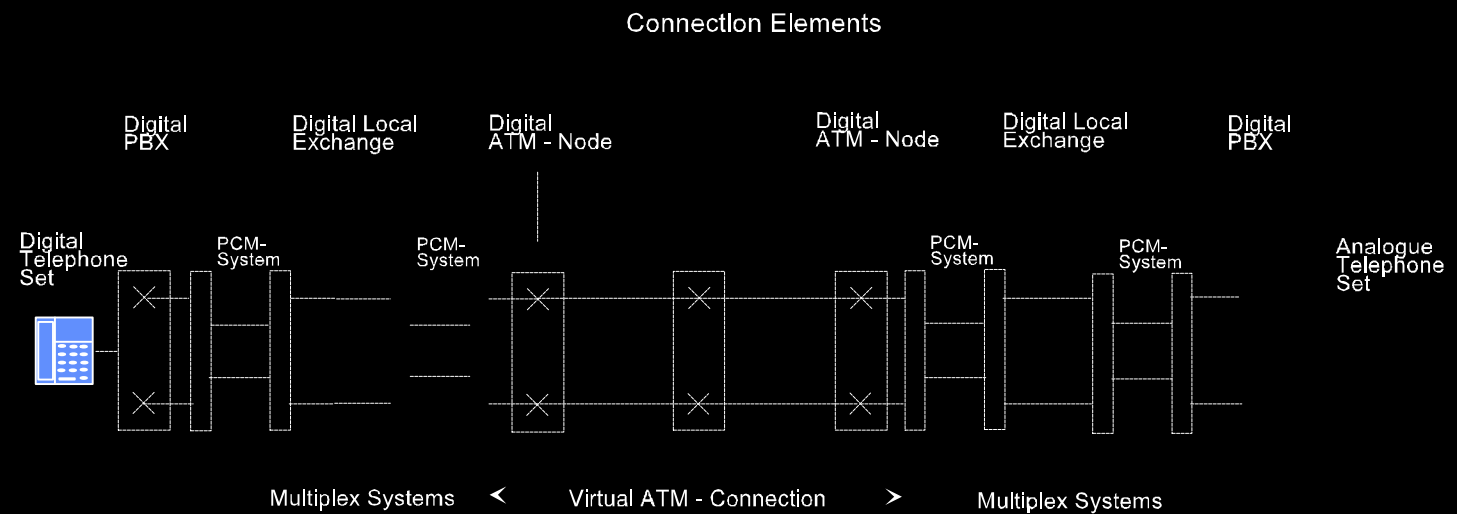 Connection Elements
Digital
PBX
Digital Local
Exchange
Digital
ATM - Node
Digital
ATM - Node
Digital Local
Exchange
Digital
PBX
Digital
Telephone
Set
PCM-
System
PCM-
System
PCM-
System
PCM-
System
Analogue
Telephone
Set
Multiplex Systems
Virtual ATM - Connection
Multiplex Systems